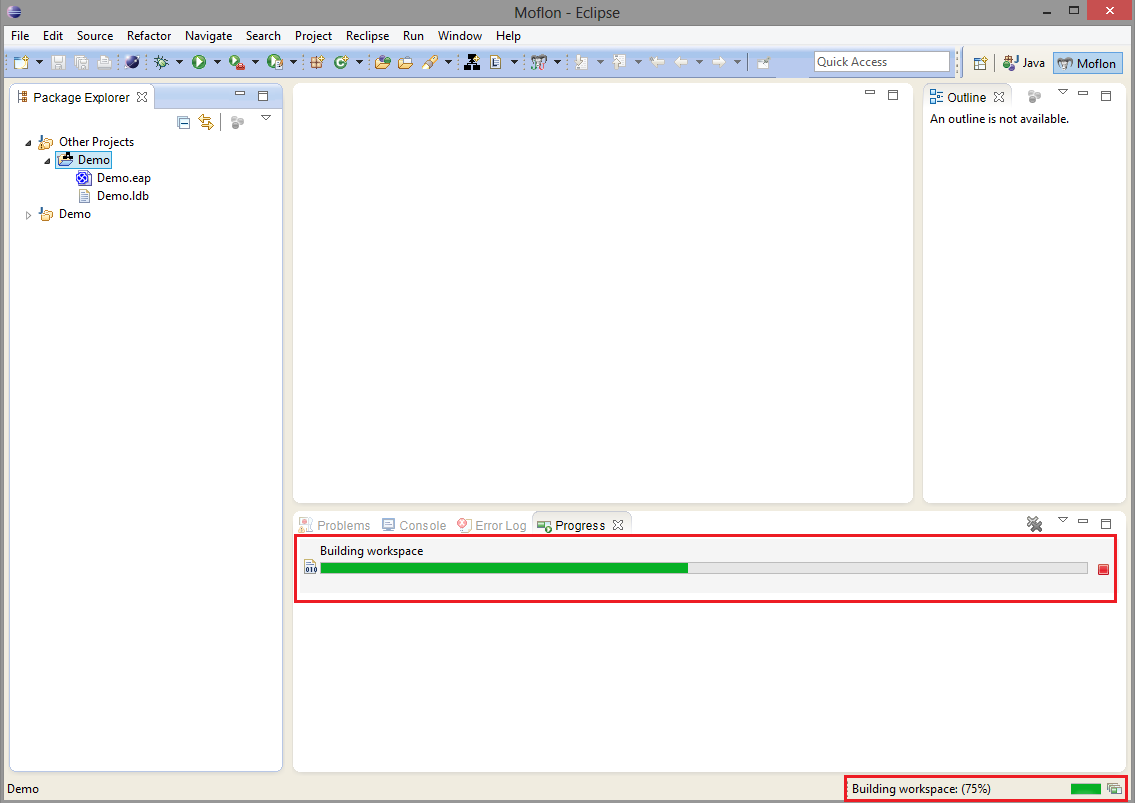 Moflon - Eclipse
File Edit Source Refactor Navigate Search Project Reclipse Run Window Help
Quick Access Java Moflon
Package Explorer
Other Projects
Demo
Demo.eap
Demo.ldb
Demo
Outline
An outline is not available.
Problems Console Error Log Progress
Building workspace
010
Demo Building workspace: (75%)